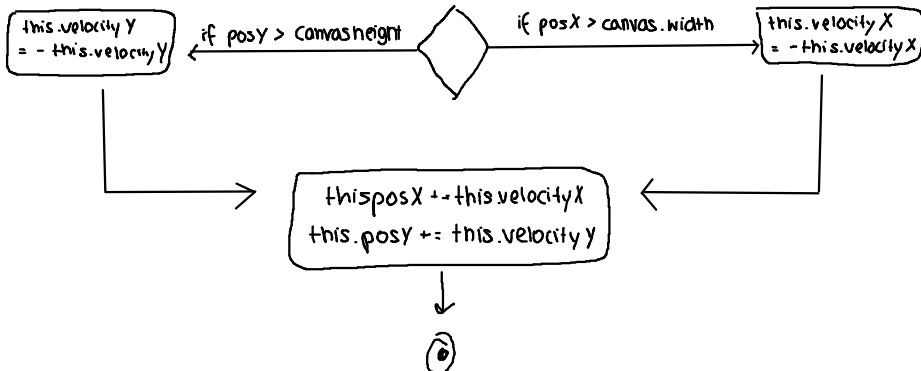 this.velocity Y
= - this.velocity Y
if posY > Canvasheight
if posX > canvas.width
this.velocity X
= -this.velocityX
thisposX += this.velocityX
this.posY += this.velocity Y